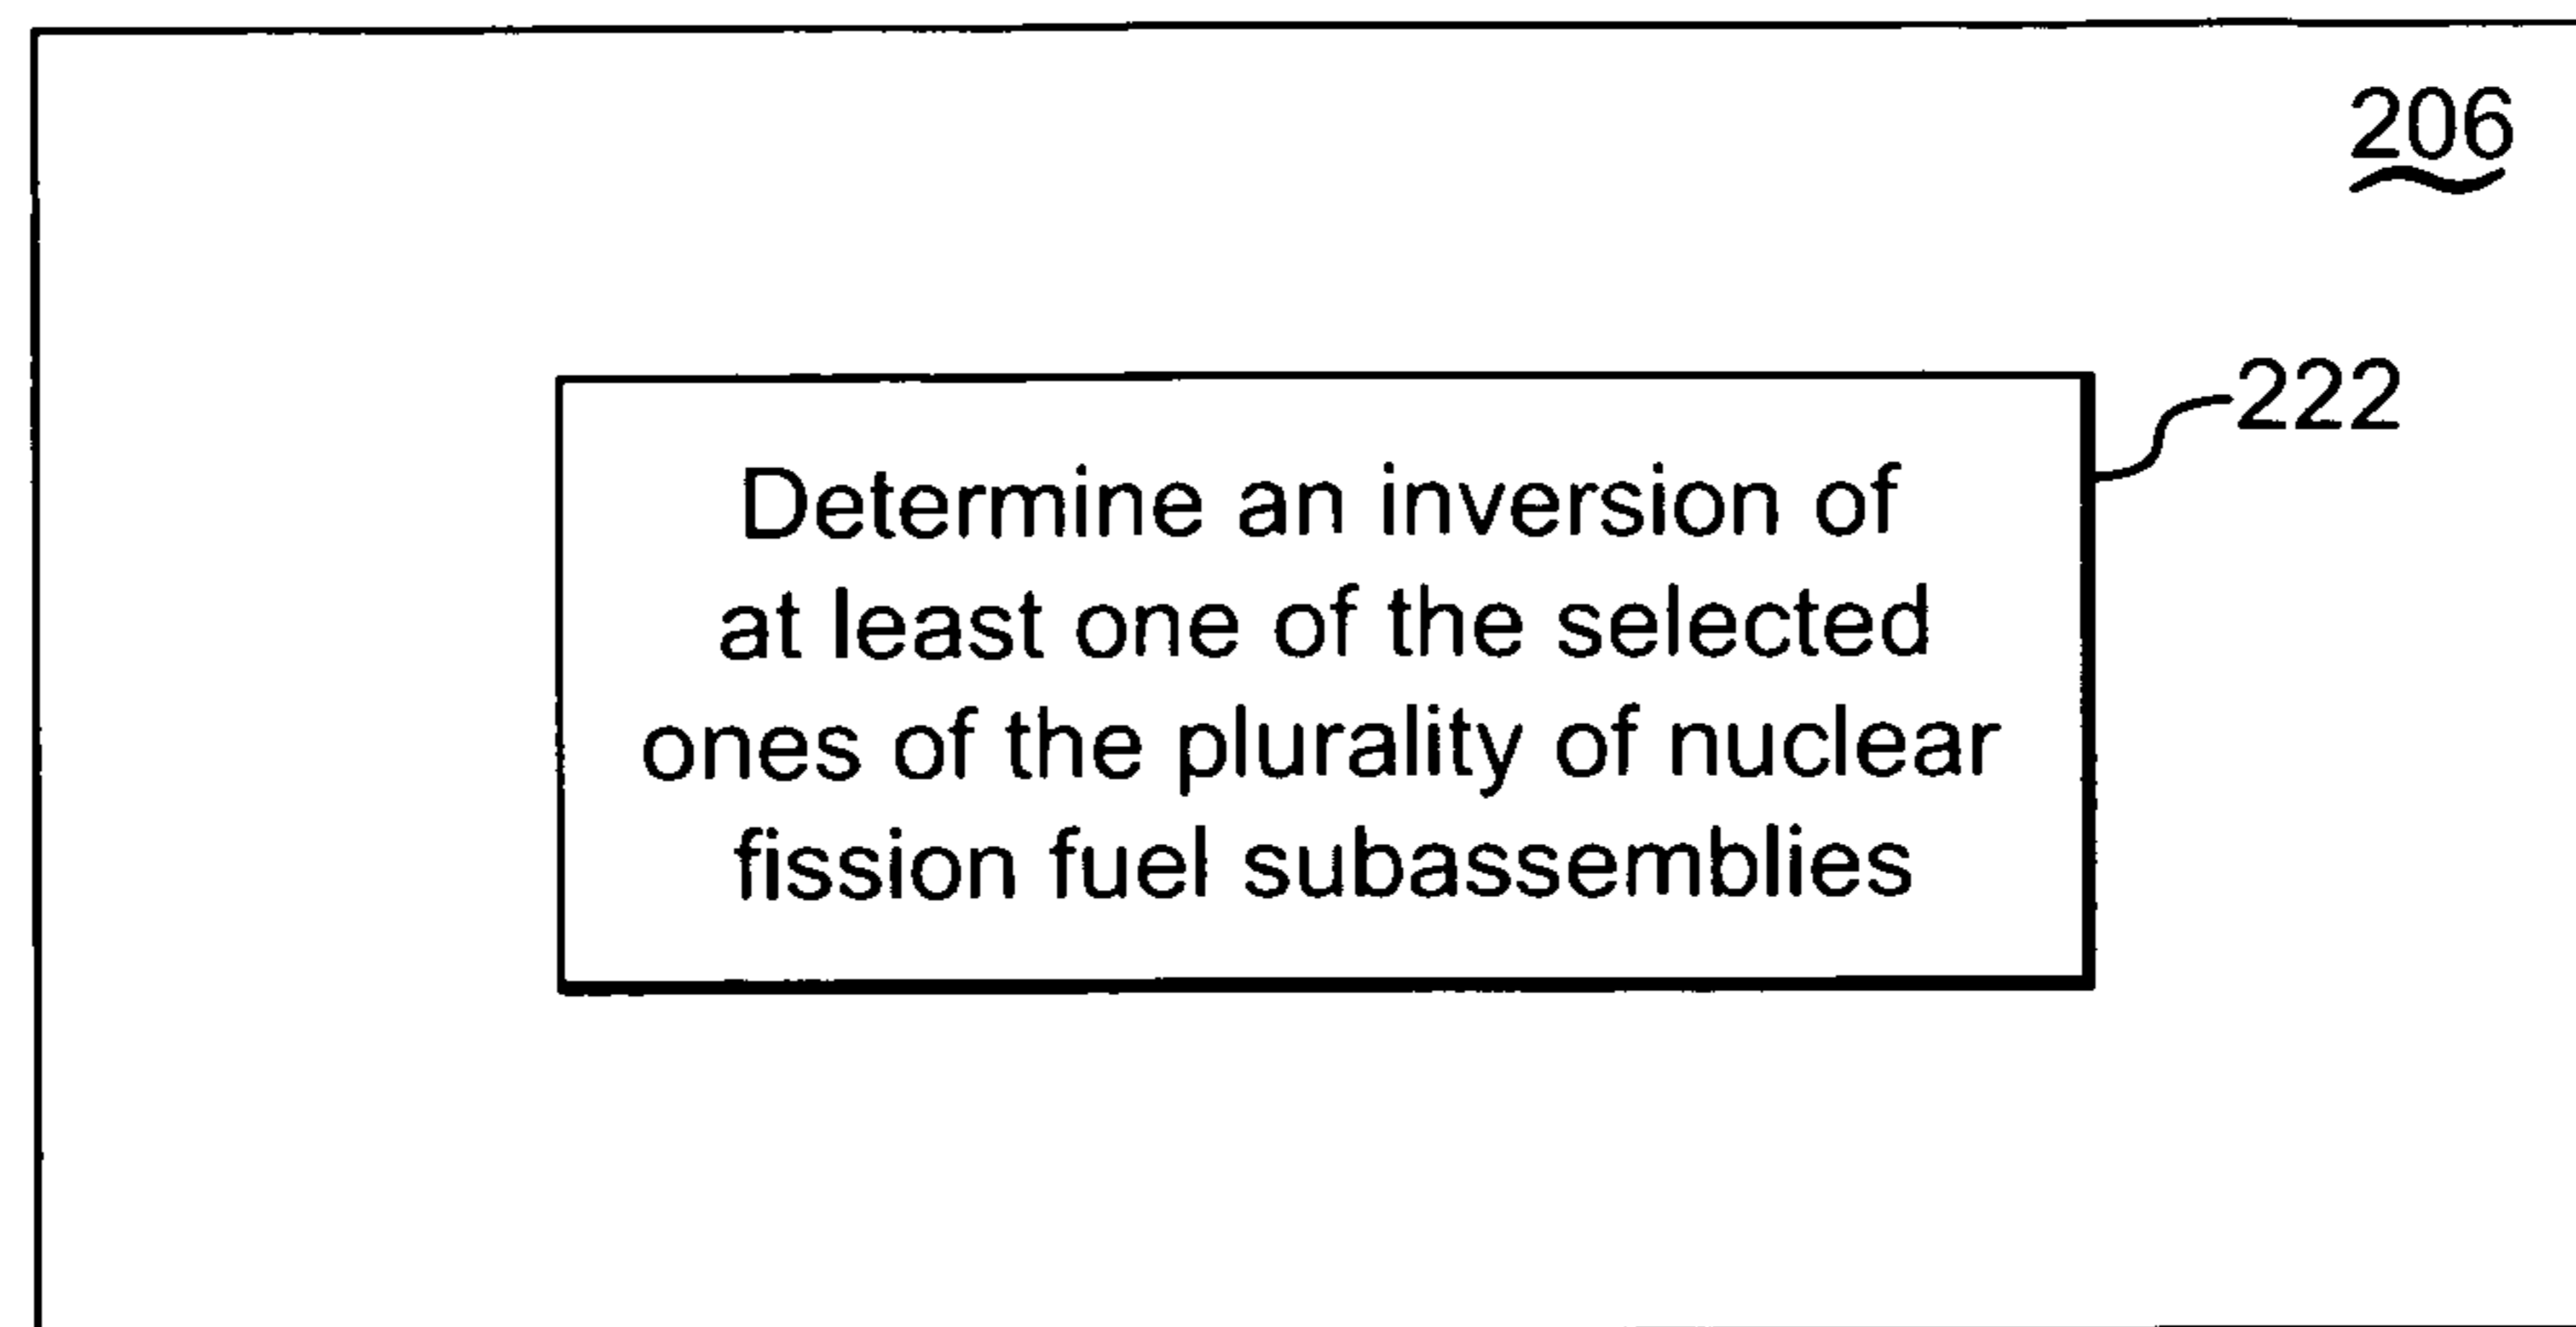 206
222
Determine an inversion of
at least one of the selected
ones of the plurality of nuclear
fission fuel subassemblies